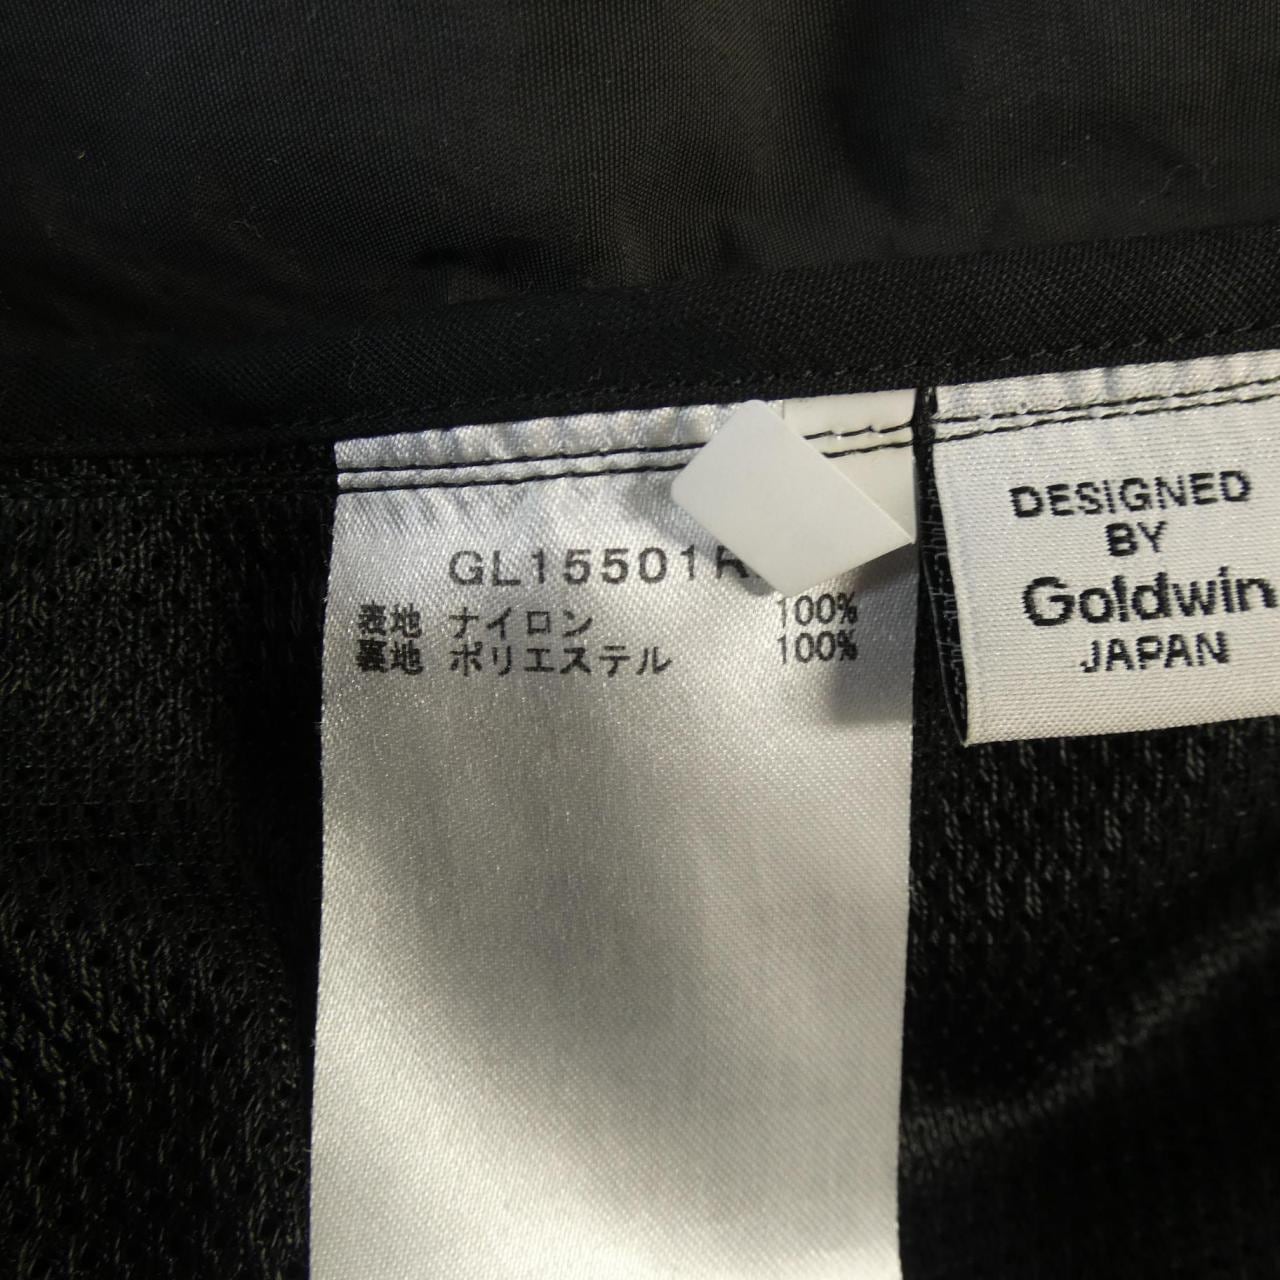 GL15501R
表地 ナイロン 100%
裏地 ポリエステル 100%
DESIGNED
BY
Goldwin
JAPAN